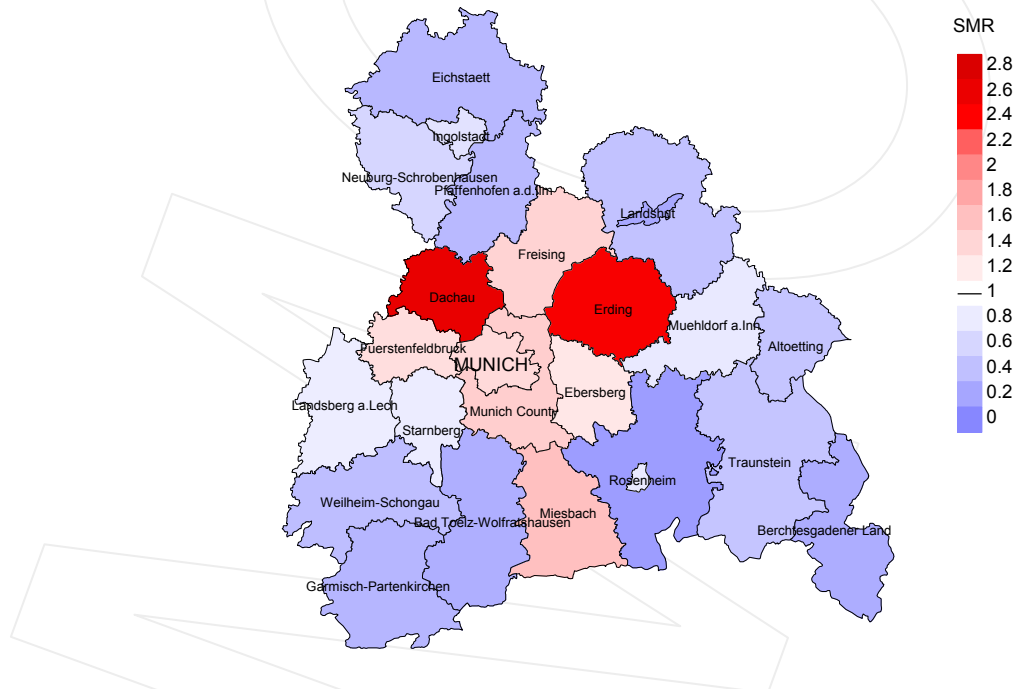 SMR
2.8
2.6
2.4
2.2
2
1.8
1.6
1.4
1.2
1
0.8
0.6
0.4
0.2
0
Eichstaett
Ingolstadt
Neuburg-Schrobenhausen
Pfaffenhofen a.d.Ilm
Landshut
Freising
Dachau
Erding
Muehldorf a.Inn
Altoetting
Fuerstenfeldbruck
MUNICH
Ebersberg
Landsberg a.Lech
Munich County
Starnberg
Traunstein
Rosenheim
Weilheim-Schongau
Miesbach
Bad Toelz-Wolfratshausen
Berchtesgadener Land
Garmisch-Partenkirchen